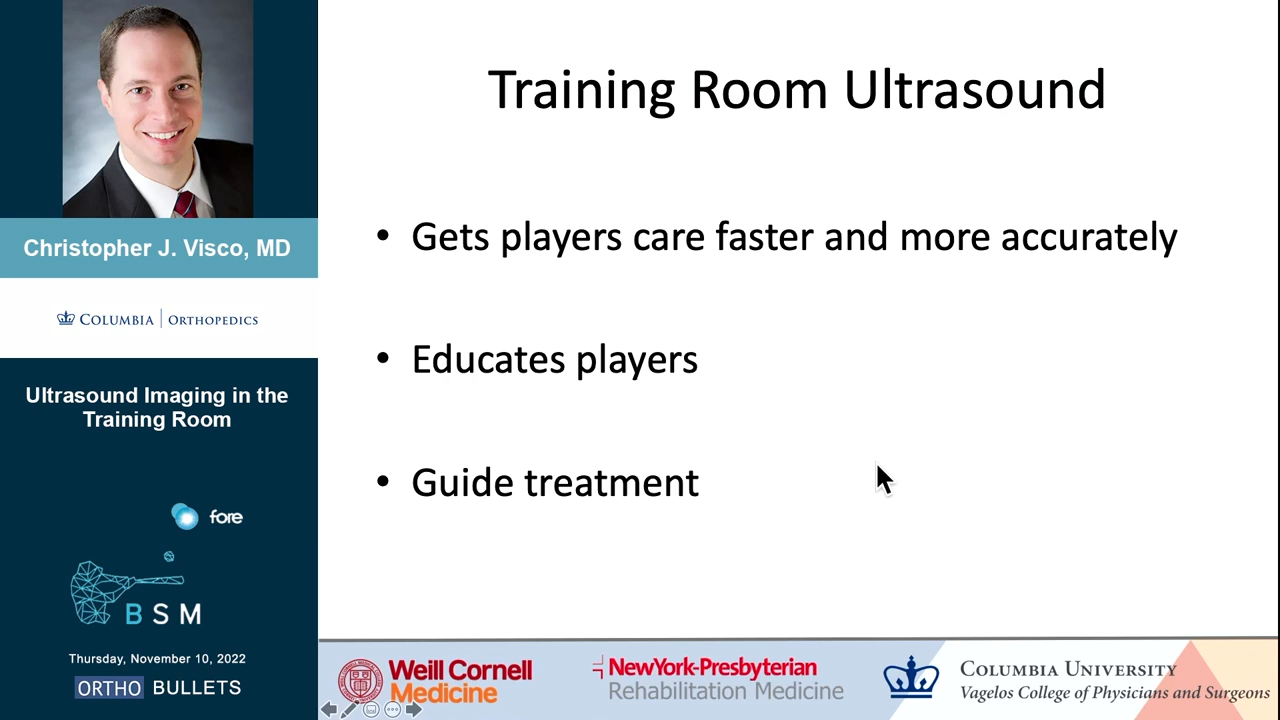 Christopher J. Visco, MD
COLUMBIA | ORTHOPEDICS
Ultrasound Imaging in the
Training Room
fore
BSM
Thursday, November 10, 2022
ORTHO BULLETS
Training Room Ultrasound
• Gets players care faster and more accurately
• Educates players
• Guide treatment
Weill Cornell
Medicine
NewYork-Presbyterian
Rehabilitation Medicine
COLUMBIA UNIVERSITY
Vagelos College of Physicians and Surgeons